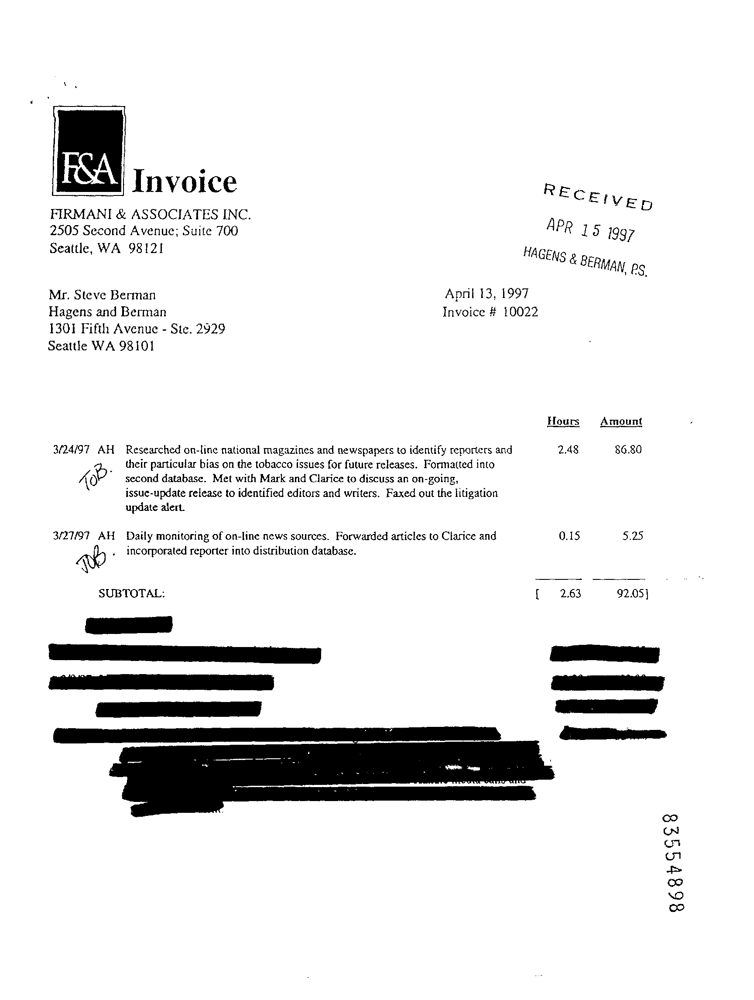 F&A Invoice
FIRMANI & ASSOCIATES INC.
2505 Second Avenue; Suite 700
Seattle, WA 98121
RECEIVED
APR 15 1997
HAGENS & BERMAN, P.S.
Mr. Steve Berman
Hagens and Berman
1301 Fifth Avenue - Ste. 2929
Seattle WA 98101
April 13, 1997
Invoice # 10022
Hours Amount
3/24/97 AH Researched on-line national magazines and newspapers to identify reporters and 2.48 86.80
their particular bias on the tobacco issues for future releases. Formatted into
TOB. second database. Met with Mark and Clarice to discuss an on-going,
issue-update release to identified editors and writers. Faxed out the litigation
update alert.
3/27/97 AH Daily monitoring of on-line news sources. Forwarded articles to Clarice and 0.15 5.25
TOB. incorporated reporter into distribution database.
SUBTOTAL: [ 2.63 92.05]
83554898